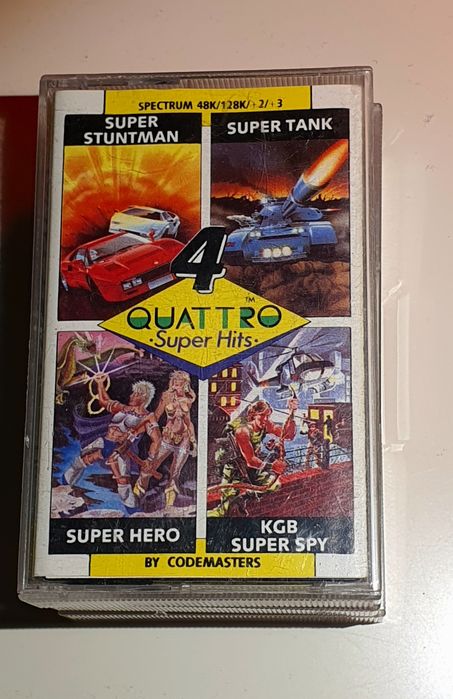 SPECTRUM 48K/128K/+2/+3
SUPER
STUNTMAN
SUPER TANK
4
QUATTRO™
·Super Hits·
SUPER HERO
KGB
SUPER SPY
BY CODEMASTERS